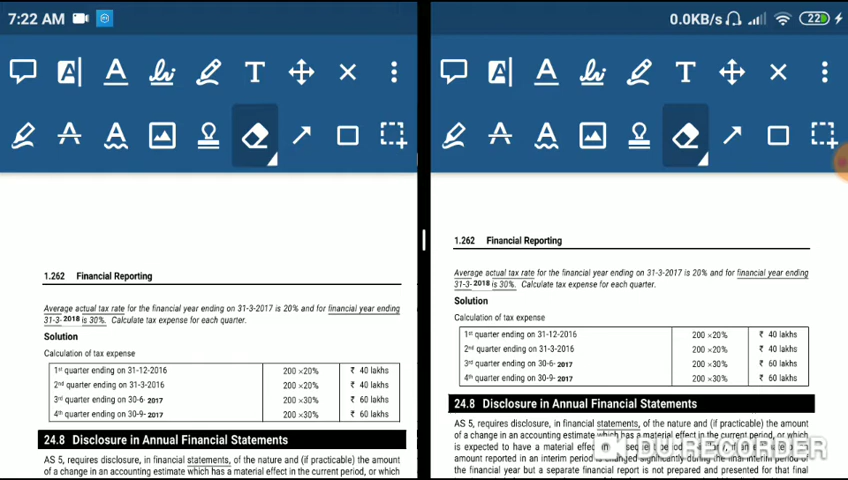 7:22 AM
0.0KB/s
22
1.262 Financial Reporting
Average actual tax rate for the financial year ending on 31-3-2017 is 20% and for financial year ending
31-3-2018 is 30%. Calculate tax expense for each quarter.
Solution
Calculation of tax expense
1st quarter ending on 31-12-2016 200 ×20% ₹ 40 lakhs
2nd quarter ending on 31-3-2016 200 ×20% ₹ 40 lakhs
3rd quarter ending on 30-6-2017 200 ×30% ₹ 60 lakhs
4th quarter ending on 30-9-2017 200 ×30% ₹ 60 lakhs
24.8 Disclosure in Annual Financial Statements
AS 5, requires disclosure, in financial statements, of the nature and (if practicable) the amount
of a change in an accounting estimate which has a material effect in the current period, or which
1.262 Financial Reporting
Average actual tax rate for the financial year ending on 31-3-2017 is 20% and for financial year ending
31-3-2018 is 30%. Calculate tax expense for each quarter.
Solution
Calculation of tax expense
1st quarter ending on 31-12-2016 200 ×20% ₹ 40 lakhs
2nd quarter ending on 31-3-2016 200 ×20% ₹ 40 lakhs
3rd quarter ending on 30-6-2017 200 ×30% ₹ 60 lakhs
4th quarter ending on 30-9-2017 200 ×30% ₹ 60 lakhs
24.8 Disclosure in Annual Financial Statements
AS 5, requires disclosure, in financial statements, of the nature and (if practicable) the amount
of a change in an accounting estimate which has a material effect in the current period, or which
is expected to have a material effect in
amount reported in an interim period is changed significantly during the final interim period of
the financial year but a separate financial report is not prepared and presented for that final
DU RECORDER